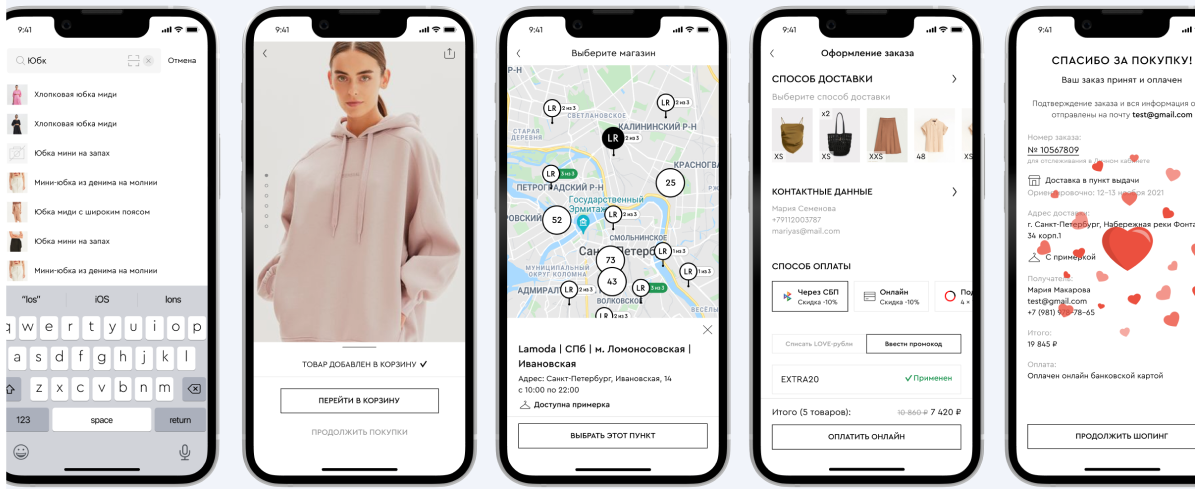 9:41
Юбк
Отмена
Хлопковая юбка миди
Хлопковая юбка миди
Юбка мини на запах
Мини-юбка из денима на молнии
Юбка миди с широким поясом
Юбка мини на запах
Мини-юбка из денима на молнии
"Ios" iOS Ions
q w e r t y u i o p
a s d f g h j k l
z x c v b n m
123 space return
9:41
ТОВАР ДОБАВЛЕН В КОРЗИНУ ✓
ПЕРЕЙТИ В КОРЗИНУ
ПРОДОЛЖИТЬ ПОКУПКИ
9:41
Выберите магазин
Р-Н
LR 2 из 3
LR 2 из 3
СВЕТЛАНОВСКОЕ
СТАРАЯ
ДЕРЕВНЯ
КАЛИНИНСКИЙ Р-Н
LR 2 из 3
КРАСНОГВА
LR 3 из 3
25
ПЕТРОГРАДСКИЙ Р-Н
Государственный
Эрмитаж
РОВСКИЙ
52
LR 2 из 3
СМОЛЬНИНСКОЕ
Санкт-Петерб
LR 1 из 3
73
МУНИЦИПАЛЬНЫЙ
ОКРУГ КОЛОМНА
LR 1 из 3
43
АДМИРАЛТ
LR 2 из 3
LR 3 из 3
ВОЛКОВСКОЕ
ВЕСЁЛЫ
LR 2 из 3
Lamoda | СПб | м. Ломоносовская |
Ивановская
Адрес: Санкт-Петербург, Ивановская, 14
с 10:00 по 22:00
Доступна примерка
ВЫБРАТЬ ЭТОТ ПУНКТ
9:41
Оформление заказа
СПОСОБ ДОСТАВКИ
Выберите способ доставки
x2
XS XS XXS 48 XS
КОНТАКТНЫЕ ДАННЫЕ
Мария Семенова
+79112003787
mariyas@mail.com
СПОСОБ ОПЛАТЫ
Через СБП
Скидка -10%
Онлайн
Скидка -10%
Под
4 ×
Списать LOVE-рубли
Ввести промокод
EXTRA20
✓ Применен
Итого (5 товаров): 10 860 ₽ 7 420 ₽
ОПЛАТИТЬ ОНЛАЙН
9:41
СПАСИБО ЗА ПОКУПКУ!
Ваш заказ принят и оплачен
Подтверждение заказа и вся информация о
отправлены на почту test@gmail.com
Номер заказа:
№ 10567809
для отслеживания в Личном кабинете
Доставка в пункт выдачи
Ориентировочно: 12-13 ноября 2021
Адрес доставки:
г. Санкт-Петербург, Набережная реки Фонта
34 корп.1
С примеркой
Получатель:
Мария Макарова
test@gmail.com
+7 (981) 978-78-65
Итого:
19 845 ₽
Оплата:
Оплачен онлайн банковской картой
ПРОДОЛЖИТЬ ШОПИНГ